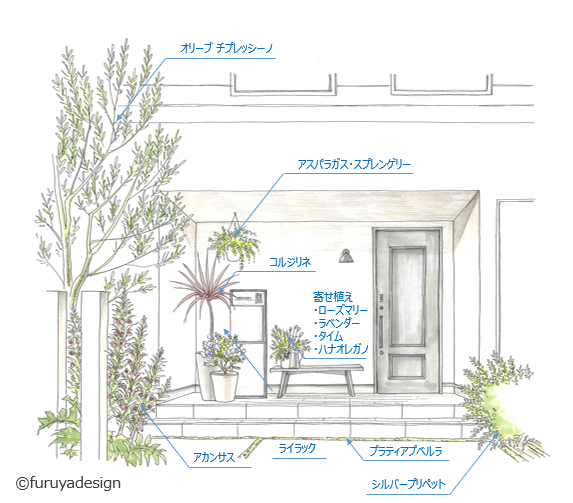 オリーブ チプレッシーノ
アスパラガス・スプレンゲリー
コルジリネ
寄せ植え
・ローズマリー
・ラベンダー
・タイム
・ハナオレガノ
アカンサス
ライラック
プラティアプベルラ
シルバープリペット
©furuyadesign